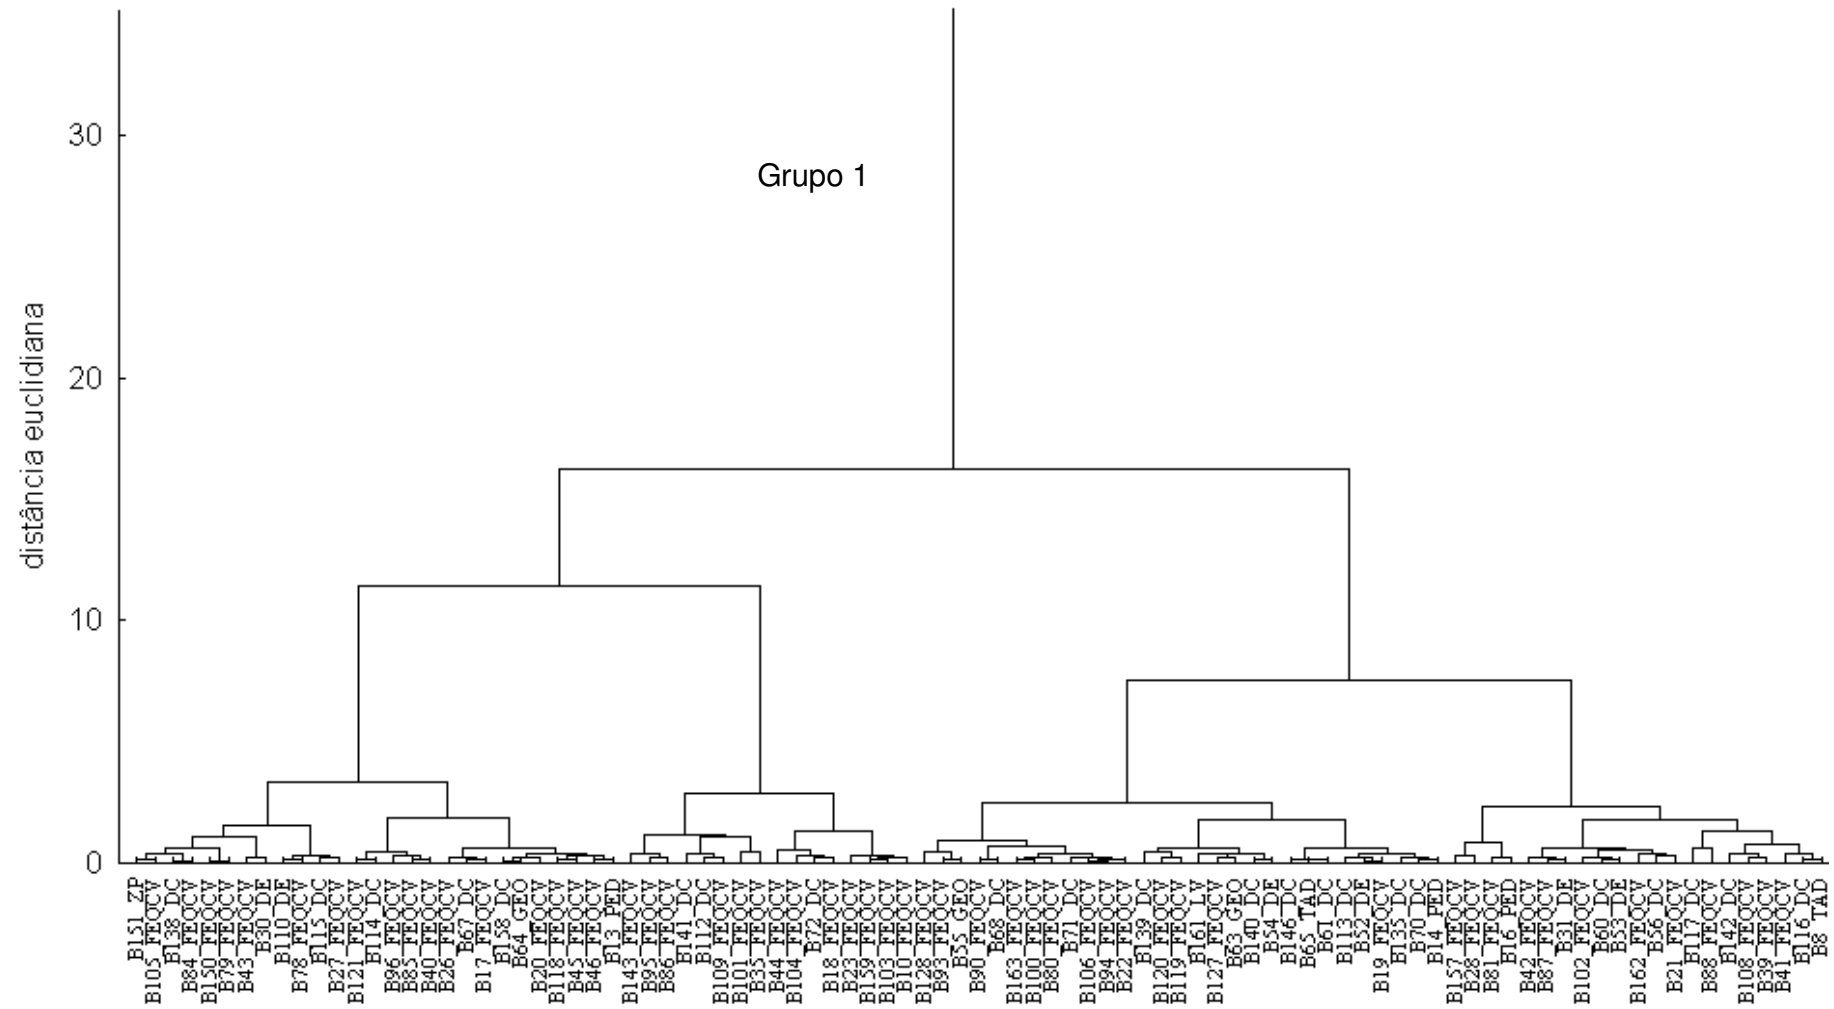 Grupo 1
30
20
10
0
distância euclidiana
B151_ZP
B105_FEQCV
B138_DC
B84_FEQCV
B150_FEQCV
B79_FEQCV
B43_FEQCV
B30_DE
B110_DE
B78_FEQCV
B115_DC
B27_FEQCV
B121_FEQCV
B114_DC
B96_FEQCV
B85_FEQCV
B40_FEQCV
B26_FEQCV
B67_DC
B17_FEQCV
B158_DC
B64_GEO
B20_FEQCV
B118_FEQCV
B45_FEQCV
B46_FEQCV
B13_PED
B143_FEQCV
B95_FEQCV
B86_FEQCV
B141_DC
B112_DC
B109_FEQCV
B101_FEQCV
B35_FEQCV
B44_FEQCV
B104_FEQCV
B72_DC
B18_FEQCV
B23_FEQCV
B159_FEQCV
B103_FEQCV
B10_FEQCV
B128_FEQCV
B93_FEQCV
B55_GEO
B90_FEQCV
B68_DC
B163_FEQCV
B100_FEQCV
B80_FEQCV
B71_DC
B106_FEQCV
B94_FEQCV
B22_FEQCV
B139_DC
B120_FEQCV
B119_FEQCV
B161_LV
B127_FEQCV
B63_GEO
B140_DC
B54_DE
B146_DC
B65_TAD
B61_DC
B113_DC
B52_DE
B19_FEQCV
B135_DC
B70_DC
B14_PED
B157_FEQCV
B28_FEQCV
B81_FEQCV
B16_PED
B42_FEQCV
B87_FEQCV
B31_DE
B102_FEQCV
B60_DC
B53_DE
B162_FEQCV
B56_DC
B21_FEQCV
B117_DC
B88_FEQCV
B142_DC
B108_FEQCV
B39_FEQCV
B41_FEQCV
B116_DC
B8_TAD